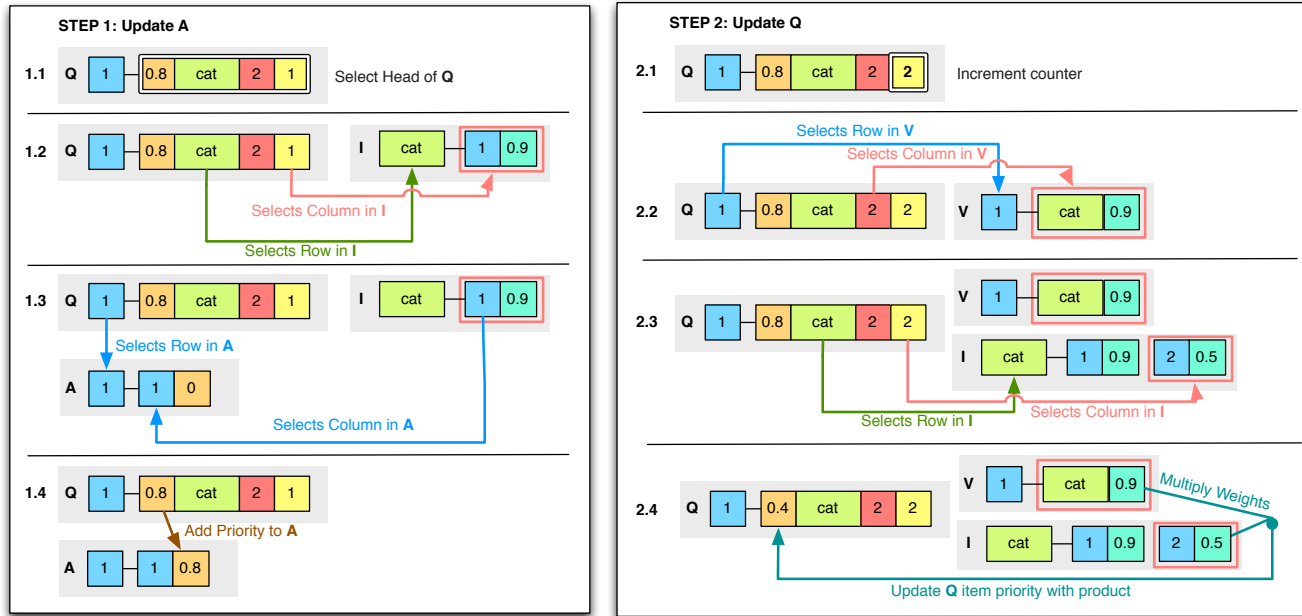 STEP 1: Update A
1.1 Q 1 0.8 cat 2 1 Select Head of Q
1.2 Q 1 0.8 cat 2 1 I cat 1 0.9
Selects Column in I
Selects Row in I
1.3 Q 1 0.8 cat 2 1 I cat 1 0.9
Selects Row in A
A 1 1 0
Selects Column in A
1.4 Q 1 0.8 cat 2 1
Add Priority to A
A 1 1 0.8
STEP 2: Update Q
2.1 Q 1 0.8 cat 2 2 Increment counter
Selects Row in V
Selects Column in V
2.2 Q 1 0.8 cat 2 2 V 1 cat 0.9
V 1 cat 0.9
2.3 Q 1 0.8 cat 2 2
I cat 1 0.9 2 0.5
Selects Column in I
Selects Row in I
V 1 cat 0.9
Multiply Weights
2.4 Q 1 0.4 cat 2 2
I cat 1 0.9 2 0.5
Update Q item priority with product